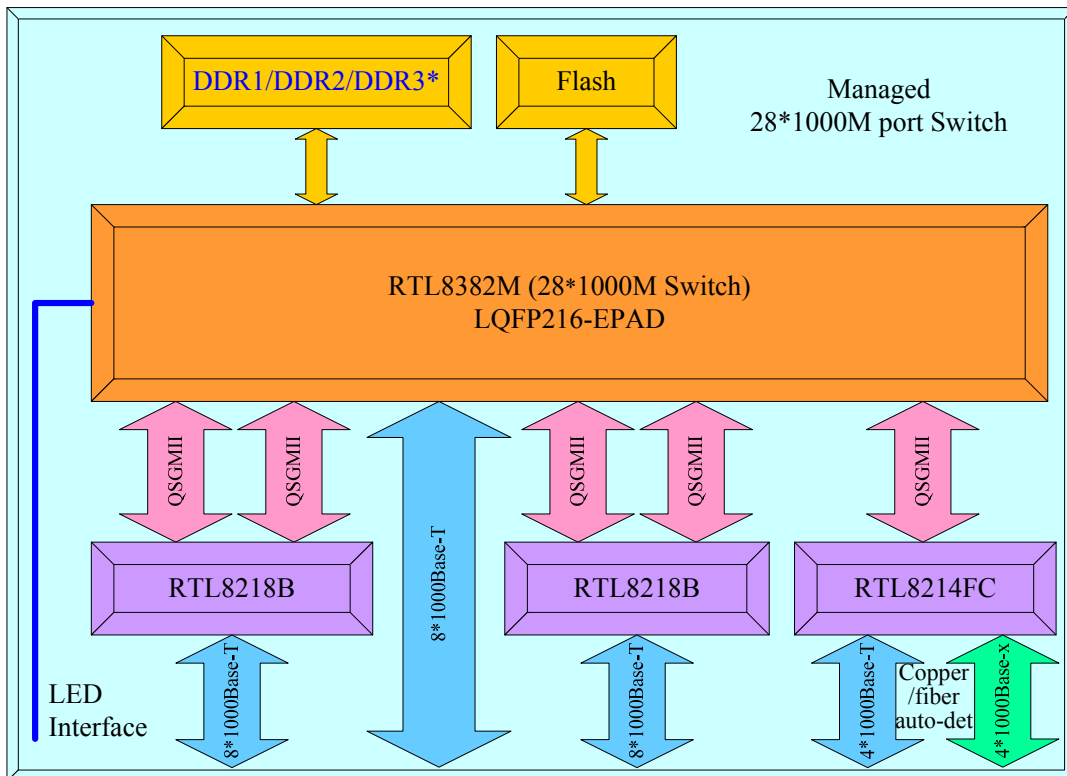 DDR1/DDR2/DDR3*
Flash
Managed
28*1000M port Switch
RTL8382M (28*1000M Switch)
LQFP216-EPAD
QSGMII
QSGMII
QSGMII
QSGMII
QSGMII
RTL8218B
8*1000Base-T
RTL8218B
RTL8214FC
LED
Interface
8*1000Base-T
8*1000Base-T
4*1000Base-T
Copper
/fiber
auto-det
4*1000Base-x